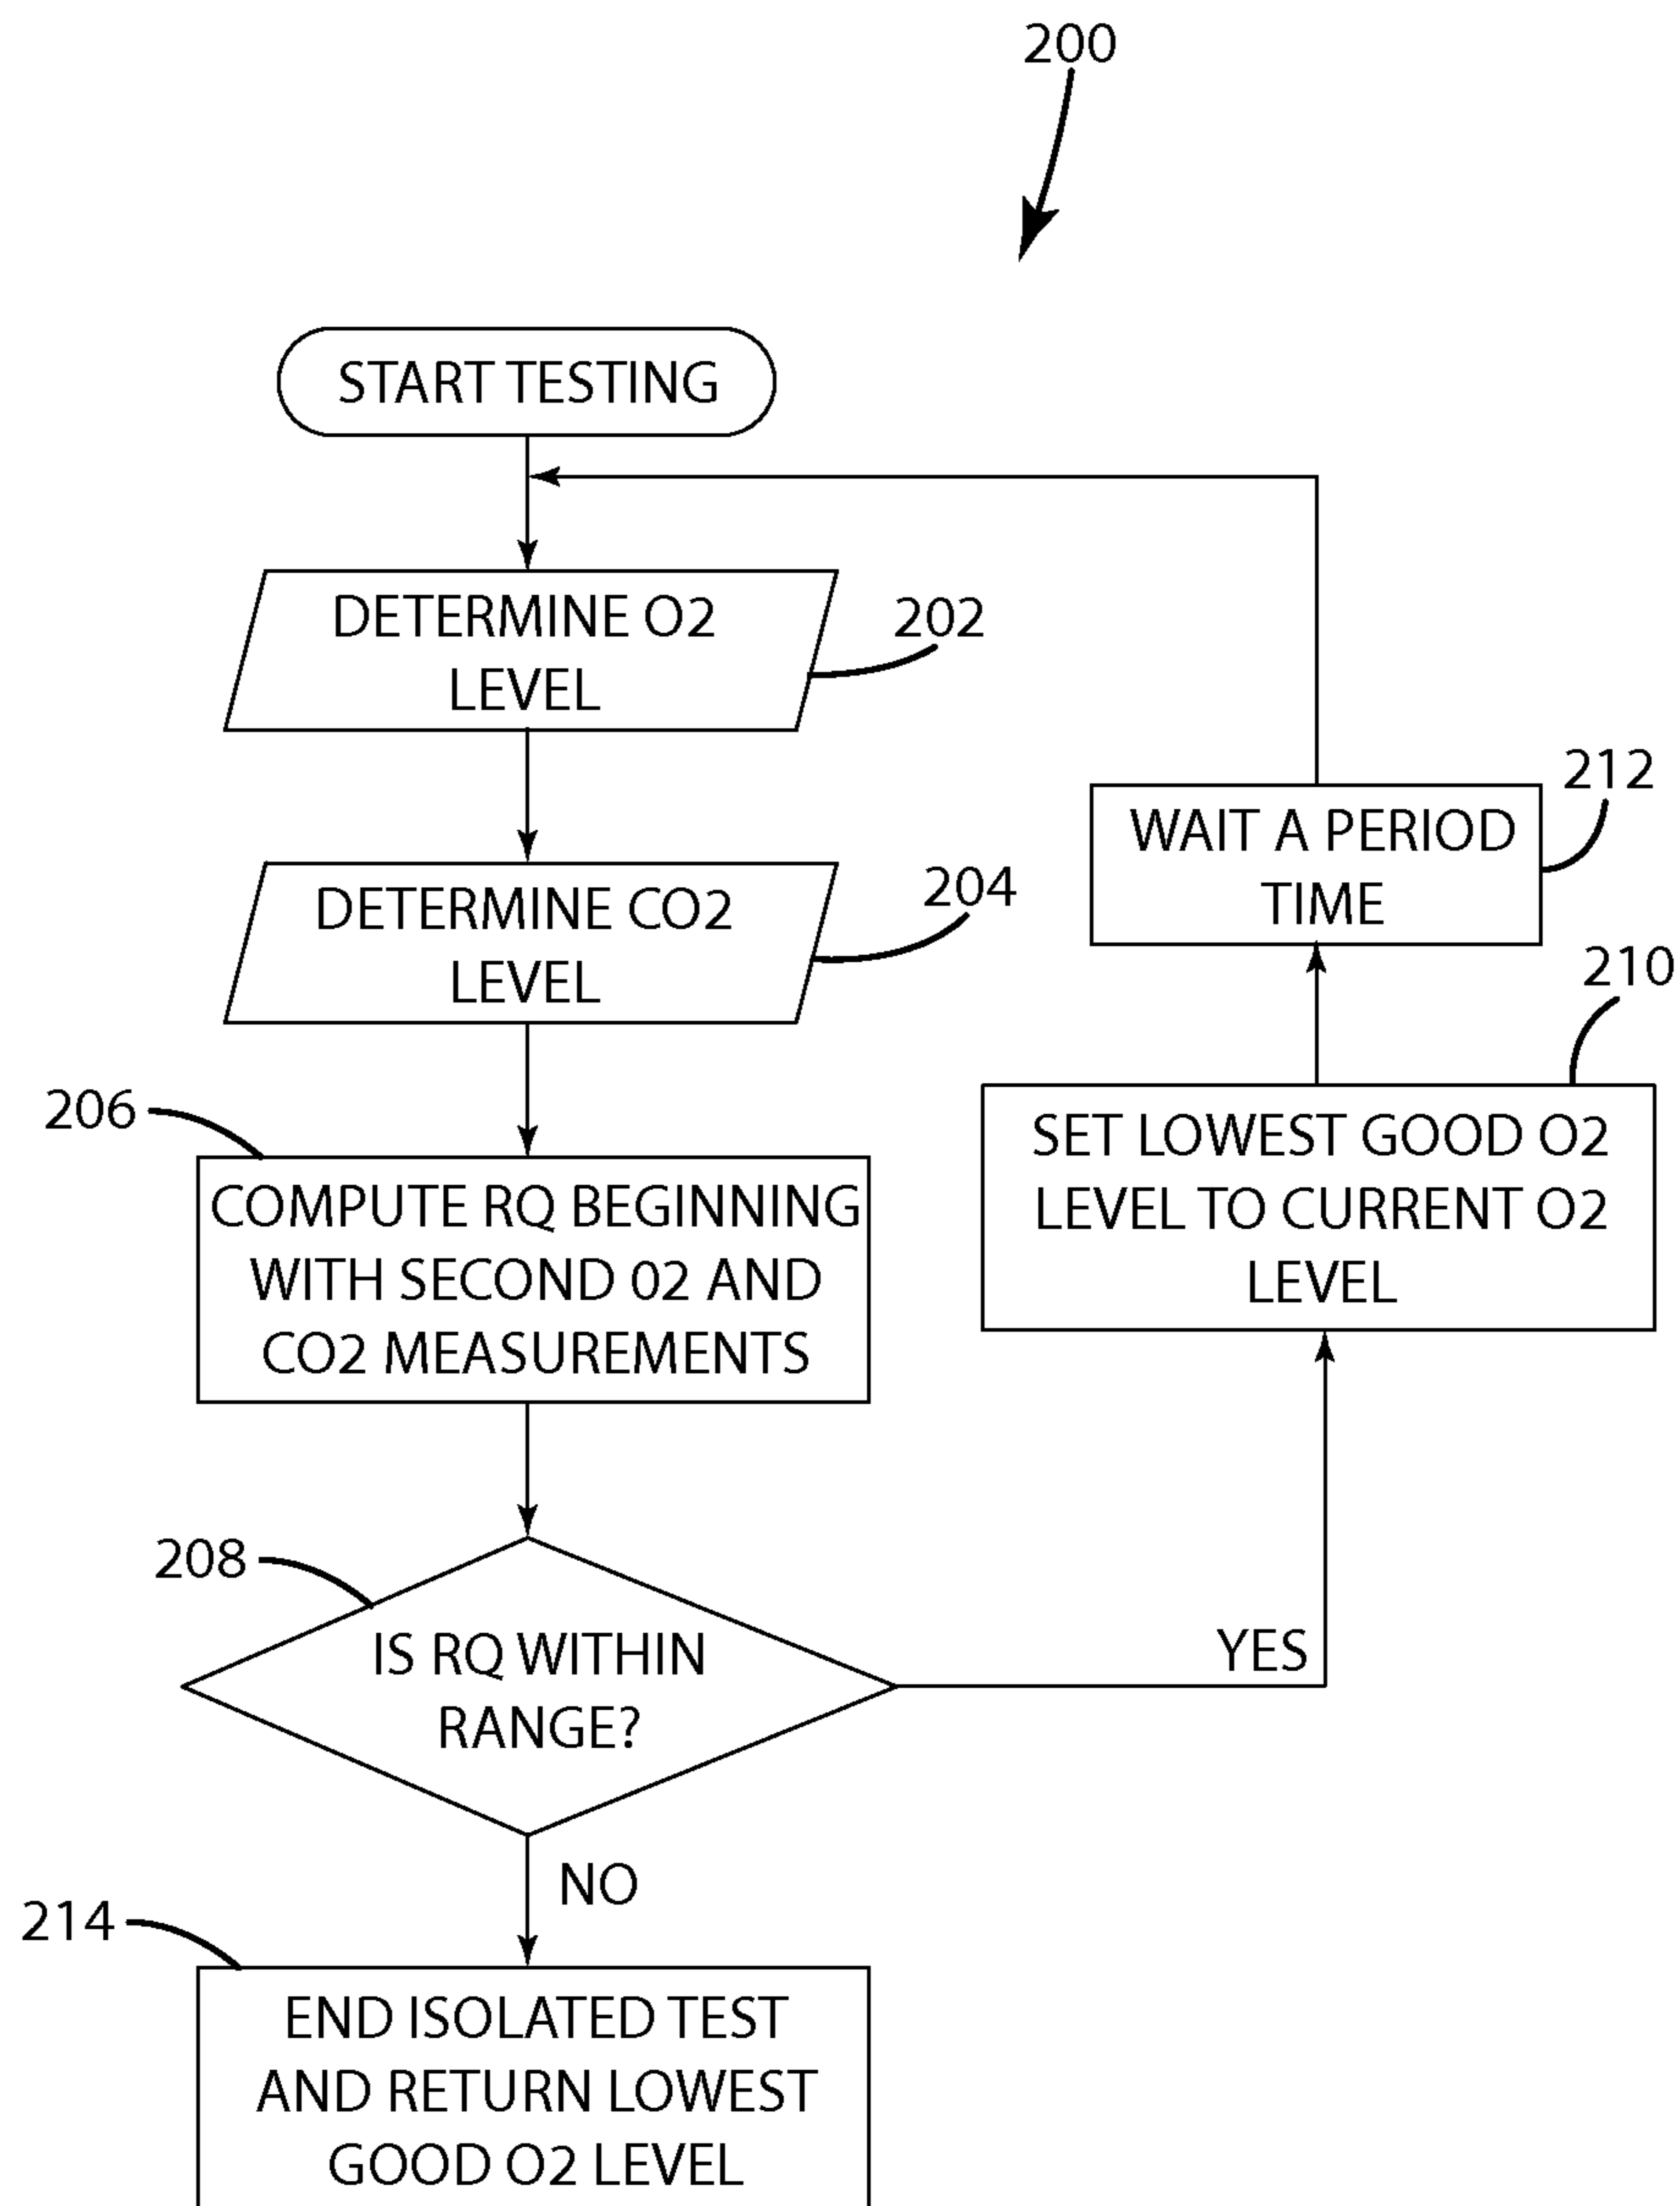 200
START TESTING
DETERMINE O2
LEVEL
202
DETERMINE CO2
LEVEL
204
206
COMPUTE RQ BEGINNING
WITH SECOND 02 AND
CO2 MEASUREMENTS
208
IS RQ WITHIN
RANGE?
YES
NO
210
SET LOWEST GOOD O2
LEVEL TO CURRENT O2
LEVEL
212
WAIT A PERIOD
TIME
214
END ISOLATED TEST
AND RETURN LOWEST
GOOD O2 LEVEL